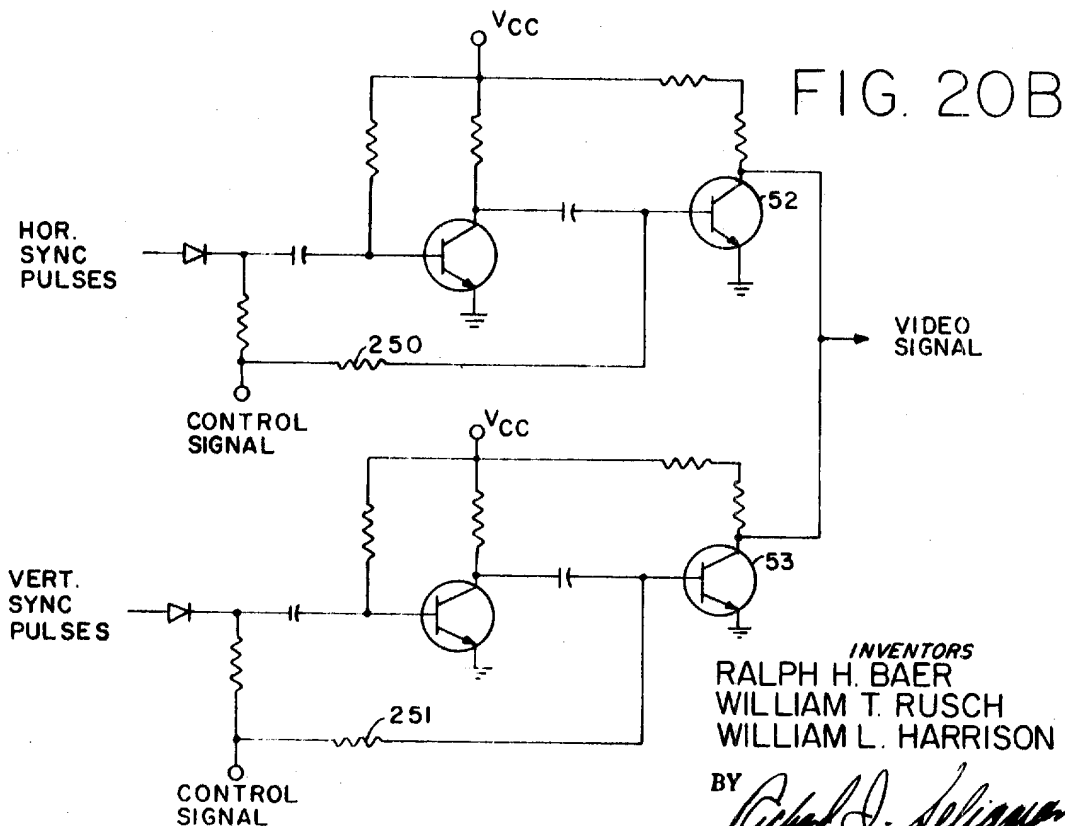 VCC
FIG. 20B
52
HOR.
SYNC
PULSES
250
VIDEO
SIGNAL
CONTROL
SIGNAL
VCC
53
VERT.
SYNC
PULSES
251
INVENTORS
RALPH H. BAER
WILLIAM T. RUSCH
WILLIAM L. HARRISON
CONTROL
SIGNAL
BY